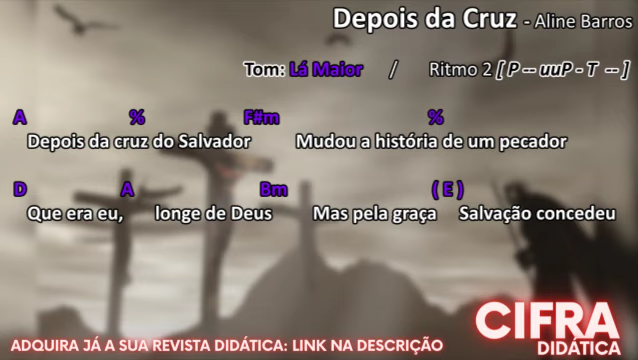 Depois da Cruz - Aline Barros
Tom: Lá Maior / Ritmo 2 [ P -- uuP - T -- ]
A % F#m %
Depois da cruz do Salvador Mudou a história de um pecador
D A Bm ( E )
Que era eu, longe de Deus Mas pela graça Salvação concedeu
CIFRA
DIDÁTICA
ADQUIRA JÁ A SUA REVISTA DIDÁTICA: LINK NA DESCRIÇÃO